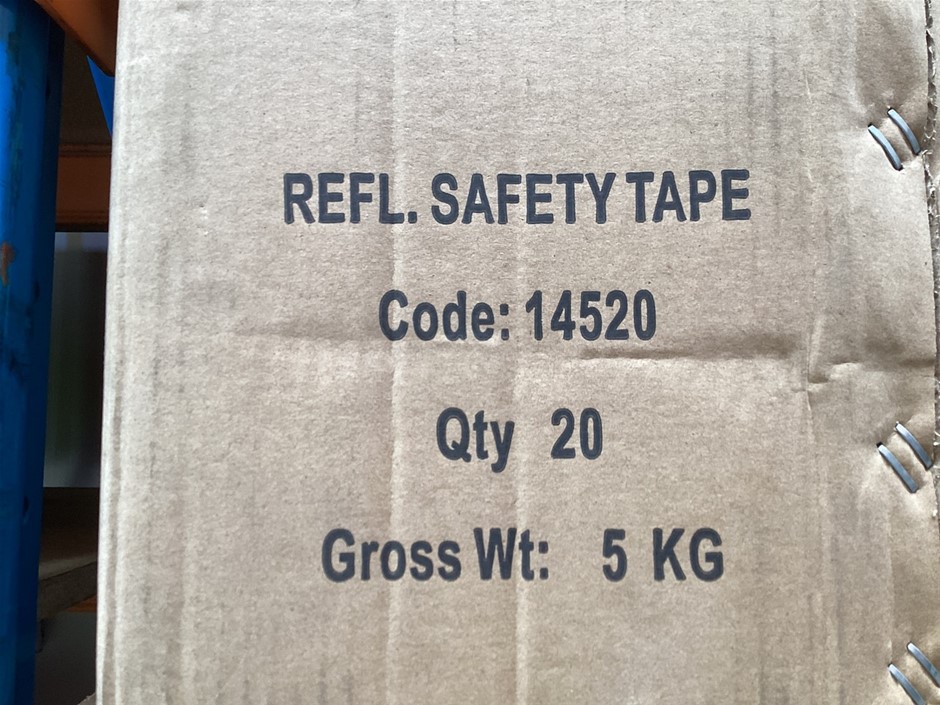 REFL. SAFETY TAPE
Code: 14520
Qty 20
Gross Wt: 5 KG